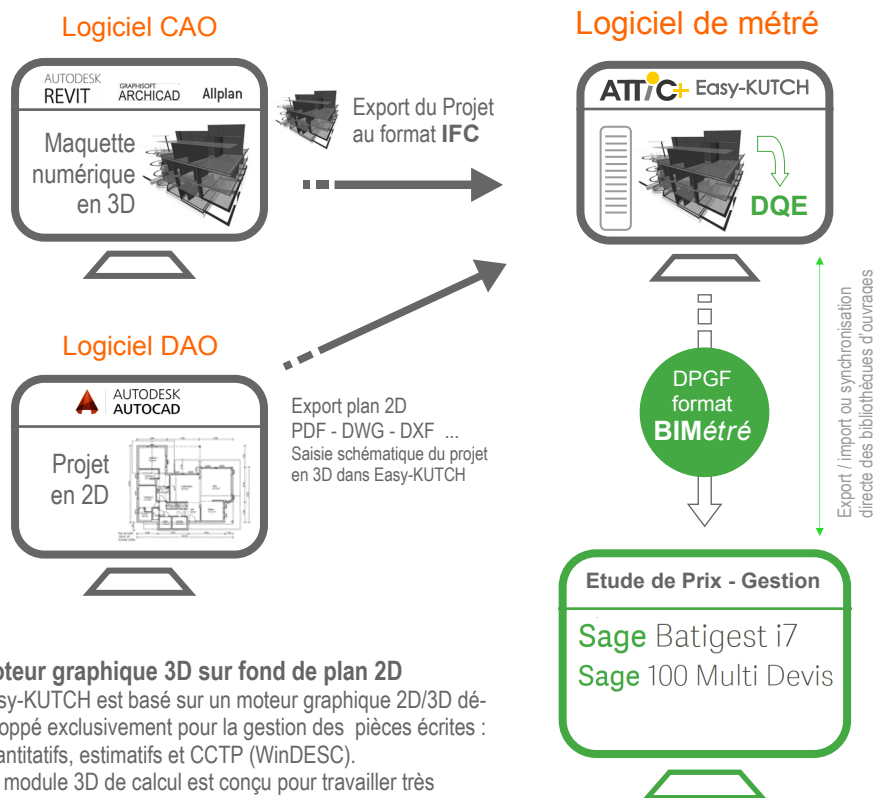 Logiciel CAO
AUTODESK
REVIT
GRAPHISOFT
ARCHICAD
Allplan
Maquette
numérique
en 3D
Export du Projet
au format IFC
Logiciel de métré
ATTIC+ Easy-KUTCH
DQE
Logiciel DAO
AUTODESK
AUTOCAD
Projet
en 2D
Export plan 2D
PDF - DWG - DXF ...
Saisie schématique du projet
en 3D dans Easy-KUTCH
DPGF
format
BIMétré
Export / import ou synchronisation
directe des bibliothèques d'ouvrages
Etude de Prix - Gestion
Sage Batigest i7
Sage 100 Multi Devis
oteur graphique 3D sur fond de plan 2D
sy-KUTCH est basé sur un moteur graphique 2D/3D dé-
oppé exclusivement pour la gestion des pièces écrites :
antitatifs, estimatifs et CCTP (WinDESC).
module 3D de calcul est conçu pour travailler très